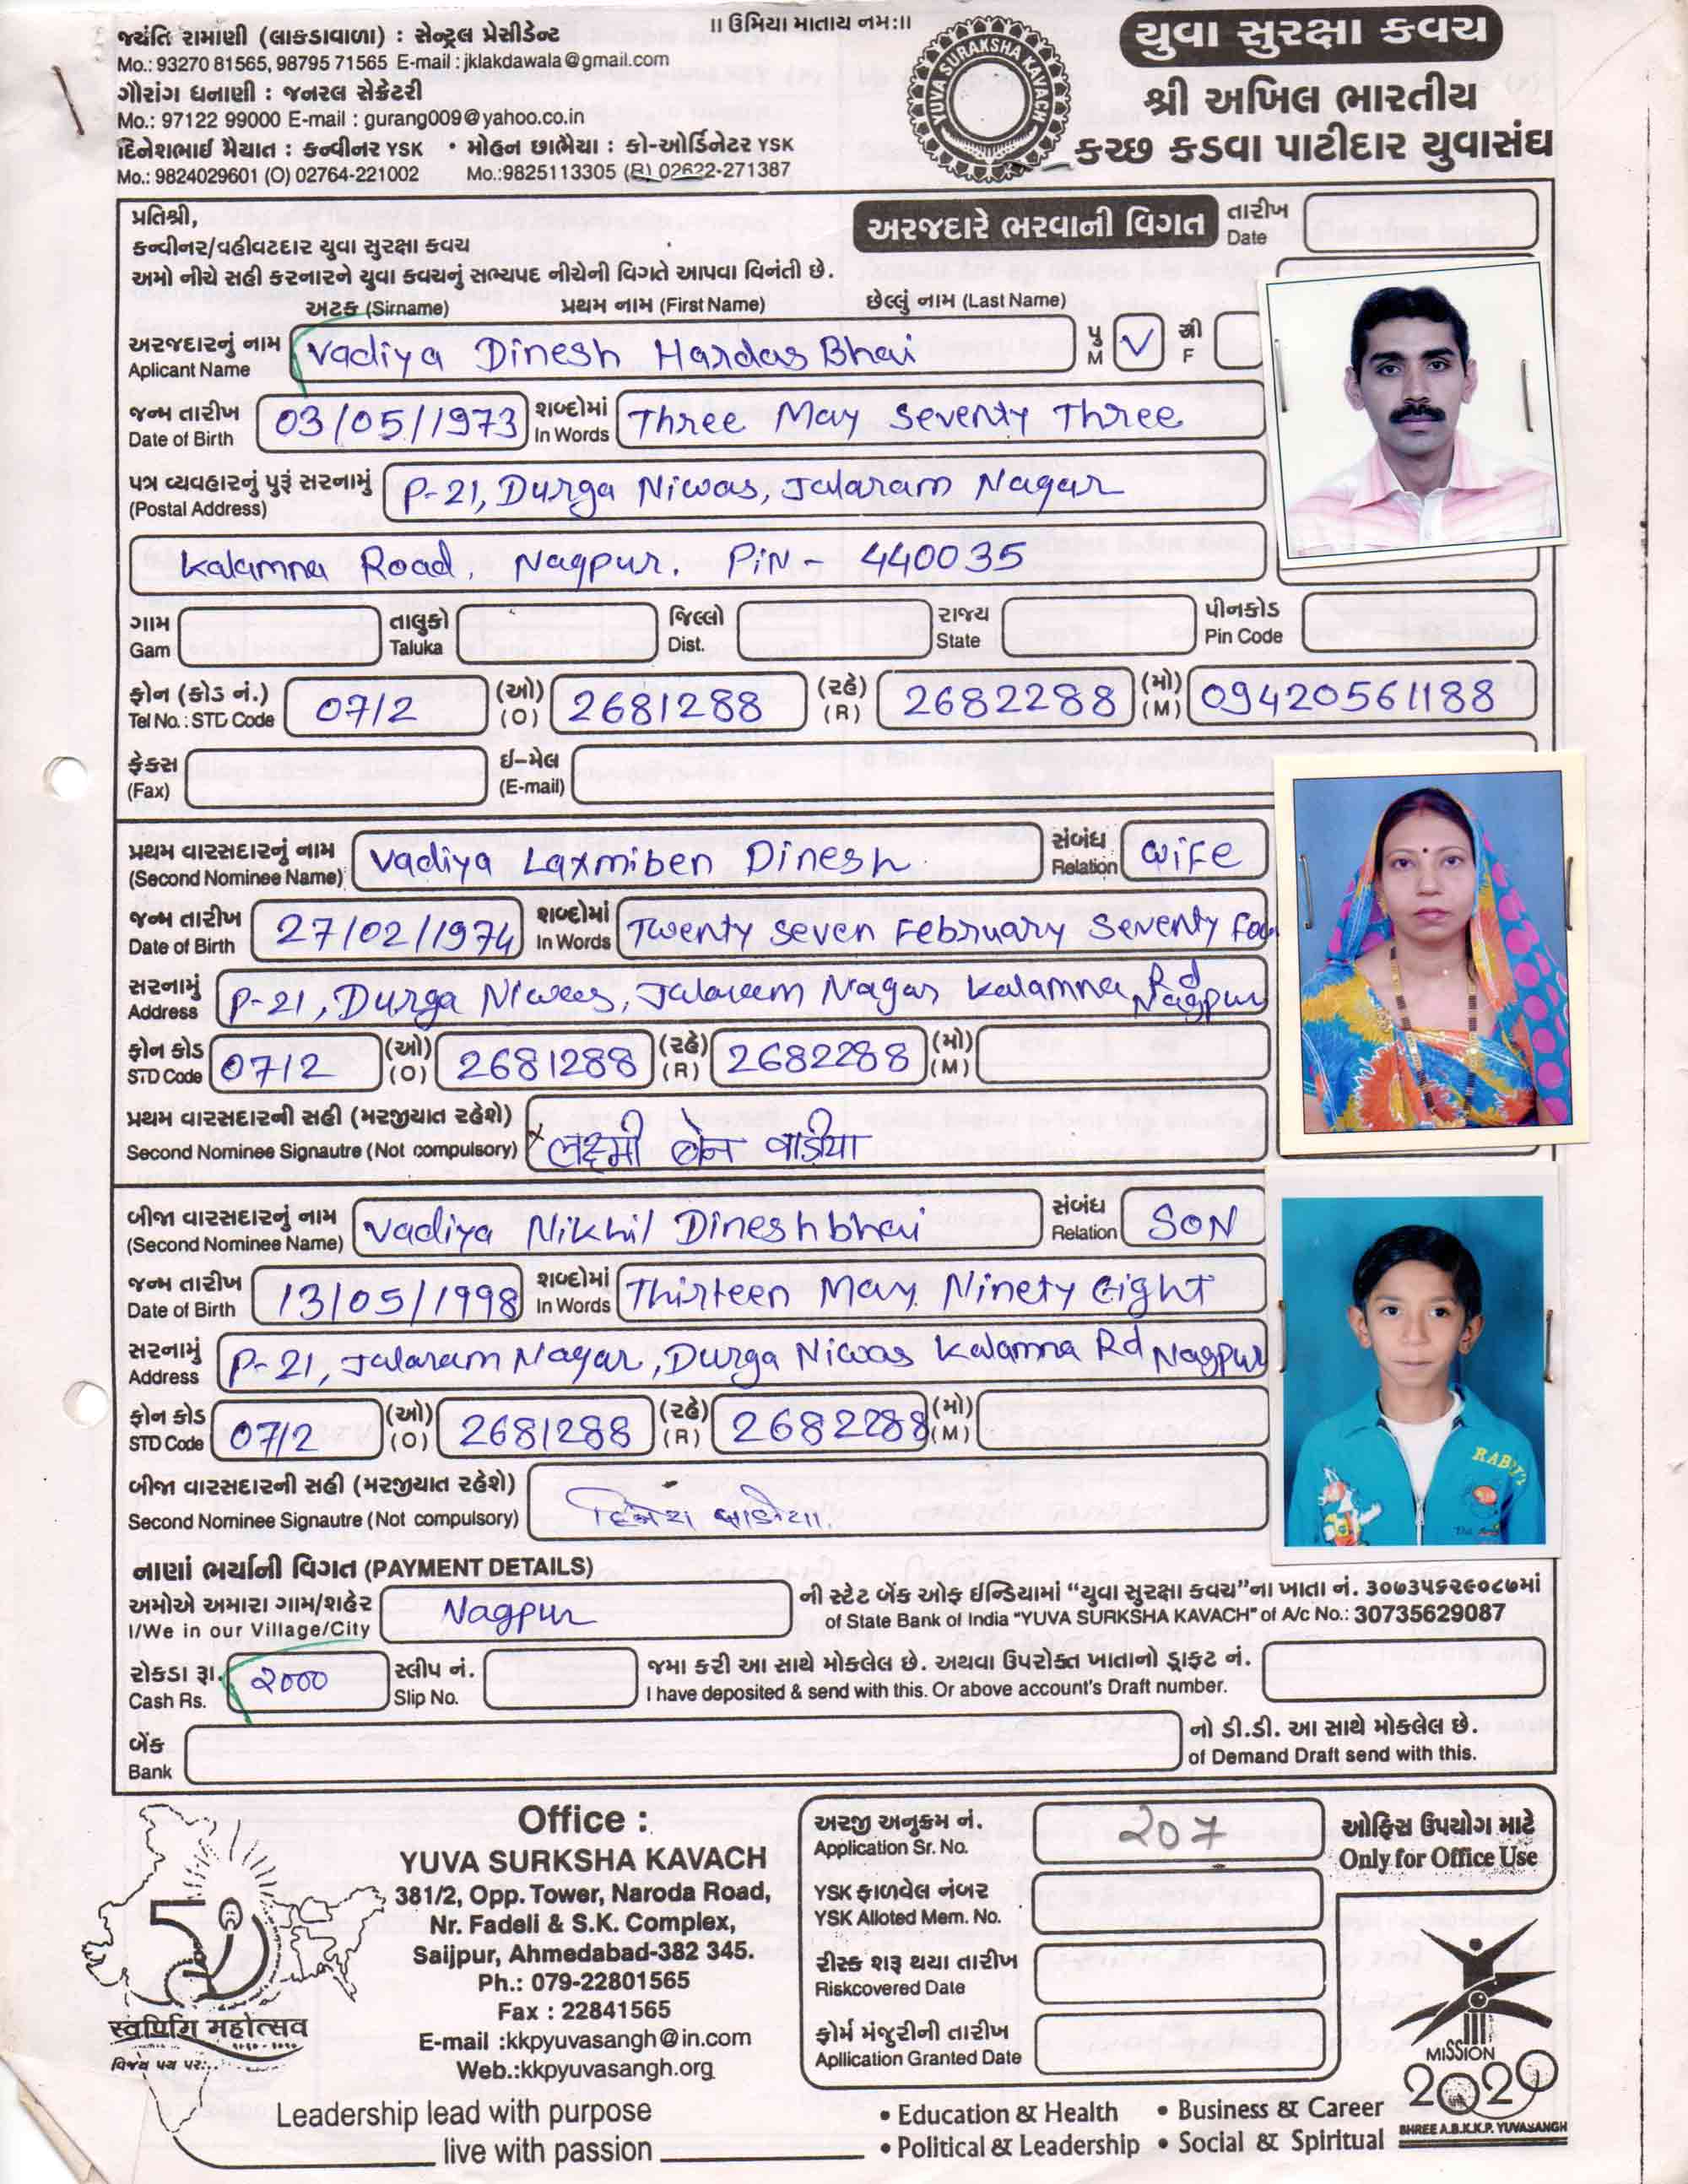 જયંતિ રામાણી (લાકડાવાળા) : સેન્ટ્રલ પ્રેસીડેન્ટ
Mo.: 93270 81565, 98795 71565 E-mail : jklakdawala@gmail.com
ગૌરાંગ ધનાણી : જનરલ સેક્રેટરી
Mo.: 97122 99000 E-mail : gurang009@yahoo.co.in
દિનેશભાઈ મૈયાત : કન્વીનર YSK • મોહન છાભૈયા : કો-ઓર્ડિનેટર YSK
Mo.: 9824029601 (O) 02764-221002 Mo.:9825113305 (R) 02622-271387
॥ ઉમિયા માતાય નમઃ॥
YUVA SURAKSHA KAVACH
યુવા સુરક્ષા કવચ
શ્રી અખિલ ભારતીય
કચ્છ કડવા પાટીદાર યુવાસંઘ
પ્રતિશ્રી,
કન્વીનર/વહીવટદાર યુવા સુરક્ષા કવચ
અમો નીચે સહી કરનારને યુવા કવચનું સભ્યપદ નીચેની વિગતે આપવા વિનંતી છે.
અરજદારે ભરવાની વિગત
તારીખ
Date
અટક (Sirname) પ્રથમ નામ (First Name) છેલ્લું નામ (Last Name)
અરજદારનું નામ
Aplicant Name
Vadiya Dinesh Hardas Bhai
પુ M V સ્ત્રી F
જન્મ તારીખ
Date of Birth
03/05/1973
શબ્દોમાં
In Words
Three May Seventy Three
પત્ર વ્યવહારનું પુરૂં સરનામું
(Postal Address)
P-21, Durga Niwas, Jalaram Nagar
Kalamna Road, Nagpur. PiN - 440035
ગામ
Gam
તાલુકો
Taluka
જિલ્લો
Dist.
રાજ્ય
State
પીનકોડ
Pin Code
ફોન (કોડ નં.)
Tel No. : STD Code
0712
(ઓ)
(O)
2681288
(રહે)
(R)
2682288
(મો)
(M)
09420561188
ફેકસ
(Fax)
ઈ-મેલ
(E-mail)
પ્રથમ વારસદારનું નામ
(Second Nominee Name)
Vadiya Laxmiben Dinesh
સંબંધ
Relation
WiFe
જન્મ તારીખ
Date of Birth
27/02/1974
શબ્દોમાં
In Words
Twenty Seven February Seventy
સરનામું
Address
P-21, Durga Niwas, Jalaram Nagar Kalamna Rd Nagpur
ફોન કોડ
STD Code
0712
(ઓ)
(O)
2681288
(રહે)
(R)
2682288
(મો)
(M)
પ્રથમ વારસદારની સહી (મરજીયાત રહેશે)
Second Nominee Signautre (Not compulsory)
लक्ष्मी बेन वाडीया
બીજા વારસદારનું નામ
(Second Nominee Name)
Vadiya Nikhil Dineshbhai
સંબંધ
Relation
SON
જન્મ તારીખ
Date of Birth
13/05/1998
શબ્દોમાં
In Words
Thirteen May Ninety Eight
સરનામું
Address
P-21, Jalaram Nagar, Durga Niwas Kalamna Rd Nagpur
ફોન કોડ
STD Code
0712
(ઓ)
(O)
2681288
(રહે)
(R)
2682288
(મો)
(M)
બીજા વારસદારની સહી (મરજીયાત રહેશે)
Second Nominee Signautre (Not compulsory)
RABBIT
નાણાં ભર્યાની વિગત (PAYMENT DETAILS)
અમોએ અમારા ગામ/શહેર
I/We in our Village/City
Nagpur
ની સ્ટેટ બેંક ઓફ ઈન્ડિયામાં “યુવા સુરક્ષા કવચ”ના ખાતા નં. ૩૦૭૩૫૬૨૯૦૮૭માં
of State Bank of India "YUVA SURKSHA KAVACH" of A/c No.: 30735629087
રોકડા રૂા.
Cash Rs.
2000
સ્લીપ નં.
Slip No.
જમા કરી આ સાથે મોકલેલ છે. અથવા ઉપરોક્ત ખાતાનો ડ્રાફ્ટ નં.
I have deposited & send with this. Or above account's Draft number.
બેંક
Bank
નો ડી.ડી. આ સાથે મોકલેલ છે.
of Demand Draft send with this.
50
સ્વર્ણિમ મહોત્સવ
વિજય પથ પર...
Office :
YUVA SURKSHA KAVACH
381/2, Opp. Tower, Naroda Road,
Nr. Fadeli & S.K. Complex,
Saijpur, Ahmedabad-382 345.
Ph.: 079-22801565
Fax : 22841565
E-mail :kkpyuvasangh@in.com
Web.:kkpyuvasangh.org
અરજી અનુક્રમ નં.
Application Sr. No.
207
ઓફિસ ઉપયોગ માટે
Only for Office Use
YSK ફાળવેલ નંબર
YSK Alloted Mem. No.
રીસ્ક શરૂ થયા તારીખ
Riskcovered Date
ફોર્મ મંજુરીની તારીખ
Apllication Granted Date
MISSION
2020
SHREE A.B.K.K.P. YUVASANGH
Leadership lead with purpose
live with passion
• Education & Health • Business & Career
• Political & Leadership • Social & Spiritual